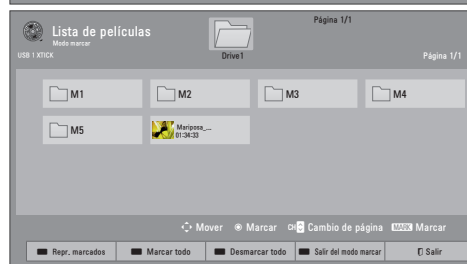 Página 1/1
Lista de películas
Modo marcar
USB 1 XTICK
Drive1
Página 1/1
M1
M2
M3
M4
M5
Mariposa_...
01:34:33
Mover
Marcar
Cambio de página
MARK Marcar
Repr. marcados
Marcar todo
Desmarcar todo
Salir del modo marcar
Salir